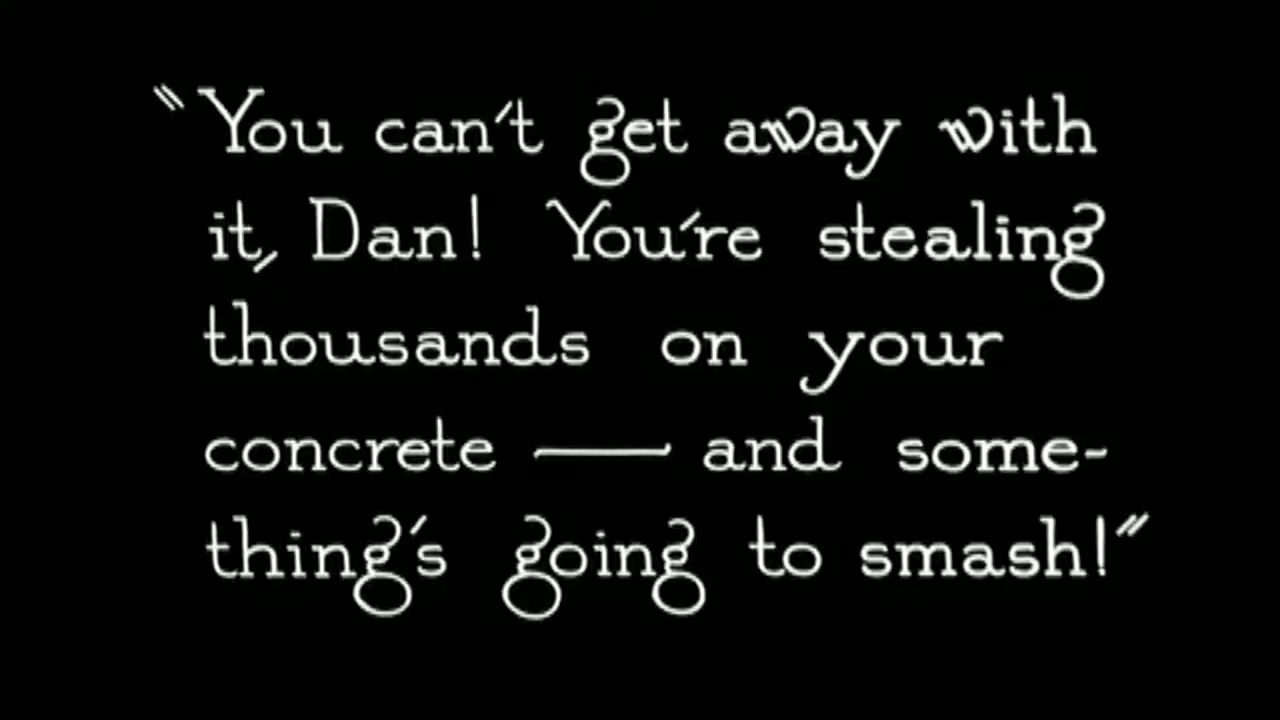 "You can't get away with
it, Dan! You're stealing
thousands on your
concrete — and some-
thing's going to smash!"